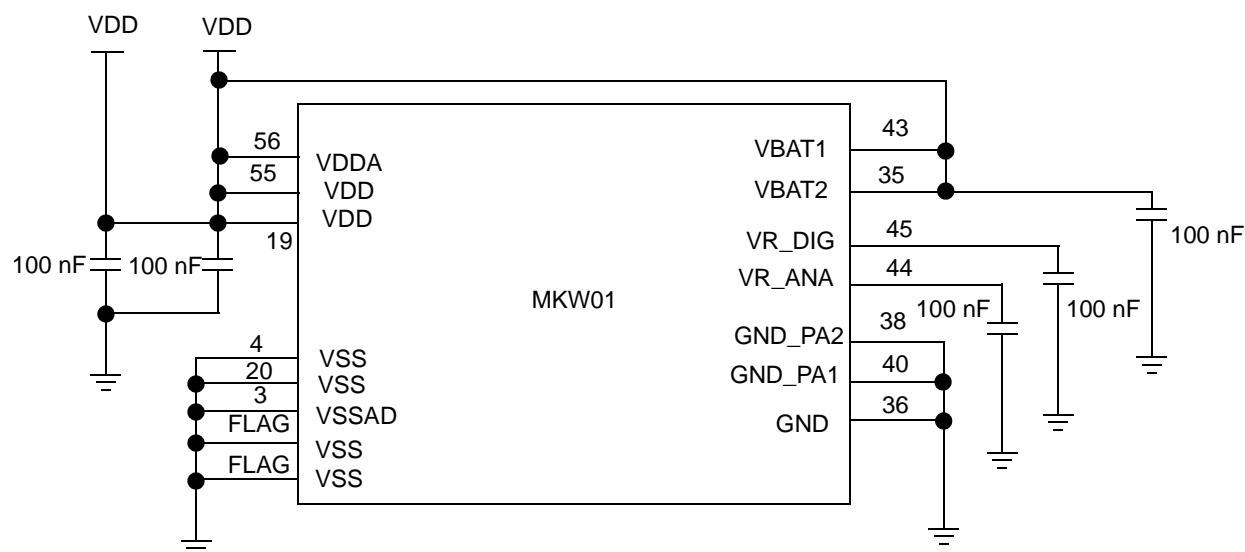 VDD
VDD
56
VDDA
55
VDD
VDD
19
100 nF
100 nF
4
VSS
20
VSS
3
VSSAD
FLAG
VSS
FLAG
VSS
MKW01
43
VBAT1
35
VBAT2
100 nF
45
VR_DIG
44
VR_ANA
100 nF
100 nF
38
GND_PA2
40
GND_PA1
36
GND